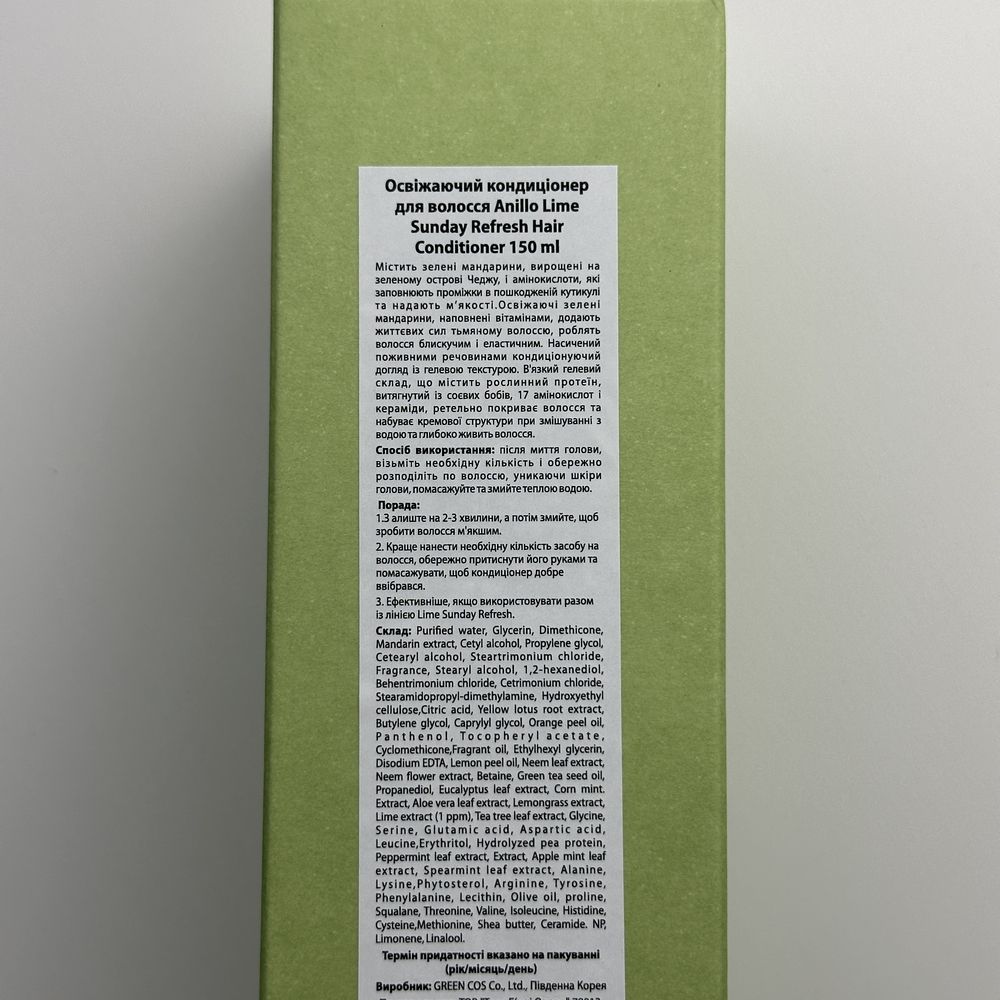 Освіжаючий кондиціонер
для волосся Anillo Lime
Sunday Refresh Hair
Conditioner 150 ml
Містить зелені мандарини, вирощені на
зеленому острові Чеджу, і амінокислоти, які
заповнюють проміжки в пошкодженій кутикулі
та надають м'якості.Освіжаючі зелені
мандарини, наповнені вітамінами, додають
життєвих сил тьмяному волоссю, роблять
волосся блискучим і еластичним. Насичений
поживними речовинами кондиціонуючий
догляд із гелевою текстурою. В'язкий гелевий
склад, що містить рослинний протеїн,
витягнутий із соєвих бобів, 17 амінокислот і
кераміди, ретельно покриває волосся та
набуває кремової структури при змішуванні з
водою та глибоко живить волосся.
Спосіб використання: після миття голови,
візьміть необхідну кількість і обережно
розподіліть по волоссю, уникаючи шкіри
голови, помасажуйте та змийте теплою водою.
Порада:
1.З алиште на 2-3 хвилини, а потім змийте, щоб
зробити волосся м'якшим.
2. Краще нанести необхідну кількість засобу на
волосся, обережно притиснути його руками та
помасажувати, щоб кондиціонер добре
ввібрався.
3. Ефективніше, якщо використовувати разом
із лінією Lime Sunday Refresh.
Склад: Purified water, Glycerin, Dimethicone,
Mandarin extract, Cetyl alcohol, Propylene glycol,
Cetearyl alcohol, Steartrimonium chloride,
Fragrance, Stearyl alcohol, 1,2-hexanediol,
Behentrimonium chloride, Cetrimonium chloride,
Stearamidopropyl-dimethylamine, Hydroxyethyl
cellulose,Citric acid, Yellow lotus root extract,
Butylene glycol, Caprylyl glycol, Orange peel oil,
Panthenol, Tocopheryl acetate,
Cyclomethicone,Fragrant oil, Ethylhexyl glycerin,
Disodium EDTA, Lemon peel oil, Neem leaf extract,
Neem flower extract, Betaine, Green tea seed oil,
Propanediol, Eucalyptus leaf extract, Corn mint.
Extract, Aloe vera leaf extract, Lemongrass extract,
Lime extract (1 ppm), Tea tree leaf extract, Glycine,
Serine, Glutamic acid, Aspartic acid,
Leucine,Erythritol, Hydrolyzed pea protein,
Peppermint leaf extract, Extract, Apple mint leaf
extract, Spearmint leaf extract, Alanine,
Lysine,Phytosterol, Arginine, Tyrosine,
Phenylalanine, Lecithin, Olive oil, proline,
Squalane, Threonine, Valine, Isoleucine, Histidine,
Cysteine,Methionine, Shea butter, Ceramide. NP,
Limonene, Linalool.
Термін придатності вказано на пакуванні
(рік/місяць/день)
Виробник: GREEN COS Co., Ltd., Південна Корея